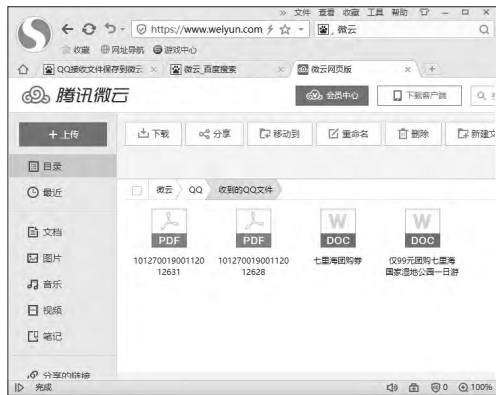 » 文件 查看 收藏 工具 帮助
https://www.weiyun.com 微云
收藏 网址导航 游戏中心
QQ接收文件保存到微云 × 微云_百度搜索 × 微云网页版 × +
腾讯微云 会员中心 下载客户端
+ 上传 下载 分享 移动到 重命名 删除 新建文
目录
最近
微云 QQ 收到的QQ文件
文档
图片
音乐
视频
笔记
分享的链接
PDF PDF W DOC W DOC
101270019001120 101270019001120 七里海团购券 仅99元团购七里海
12631 12628 国家湿地公园一日游
完成 0 100%